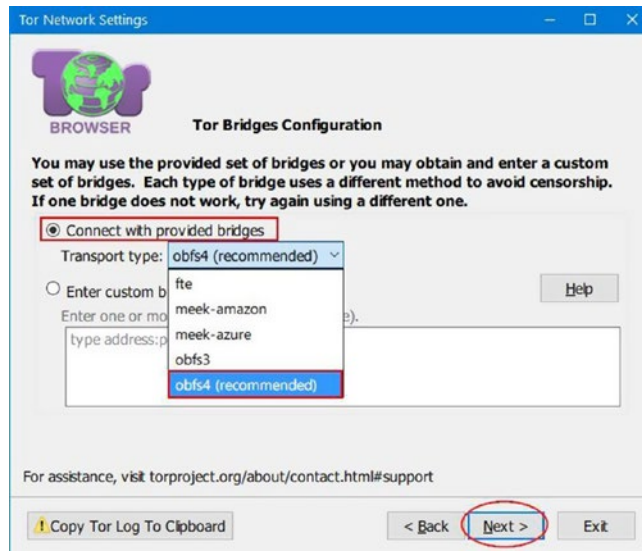 Tor Network Settings
BROWSER
Tor Bridges Configuration
You may use the provided set of bridges or you may obtain and enter a custom
set of bridges. Each type of bridge uses a different method to avoid censorship.
If one bridge does not work, try again using a different one.
Connect with provided bridges
Transport type: obfs4 (recommended)
fte
Enter custom b
Help
meek-amazon
Enter one or mo
e).
meek-azure
type address:p
obfs3
obfs4 (recommended)
For assistance, visit torproject.org/about/contact.html#support
Copy Tor Log To Clipboard
< Back
Next >
Exit